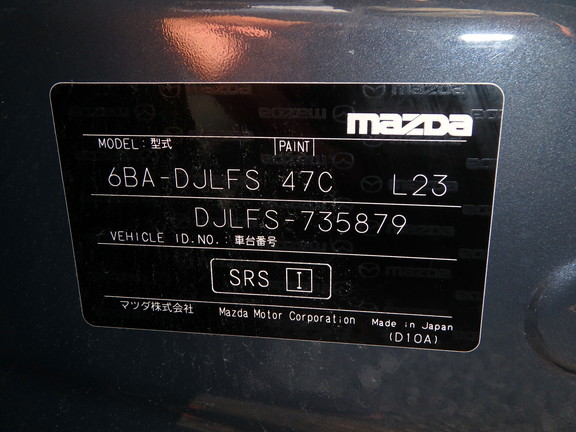 mazda
MODEL: 型式 PAINT
6BA-DJLFS 47C L23
DJLFS-735879
VEHICLE ID.NO.: 車台番号
SRS I
マツダ株式会社 Mazda Motor Corporation Made in Japan
(D10A)